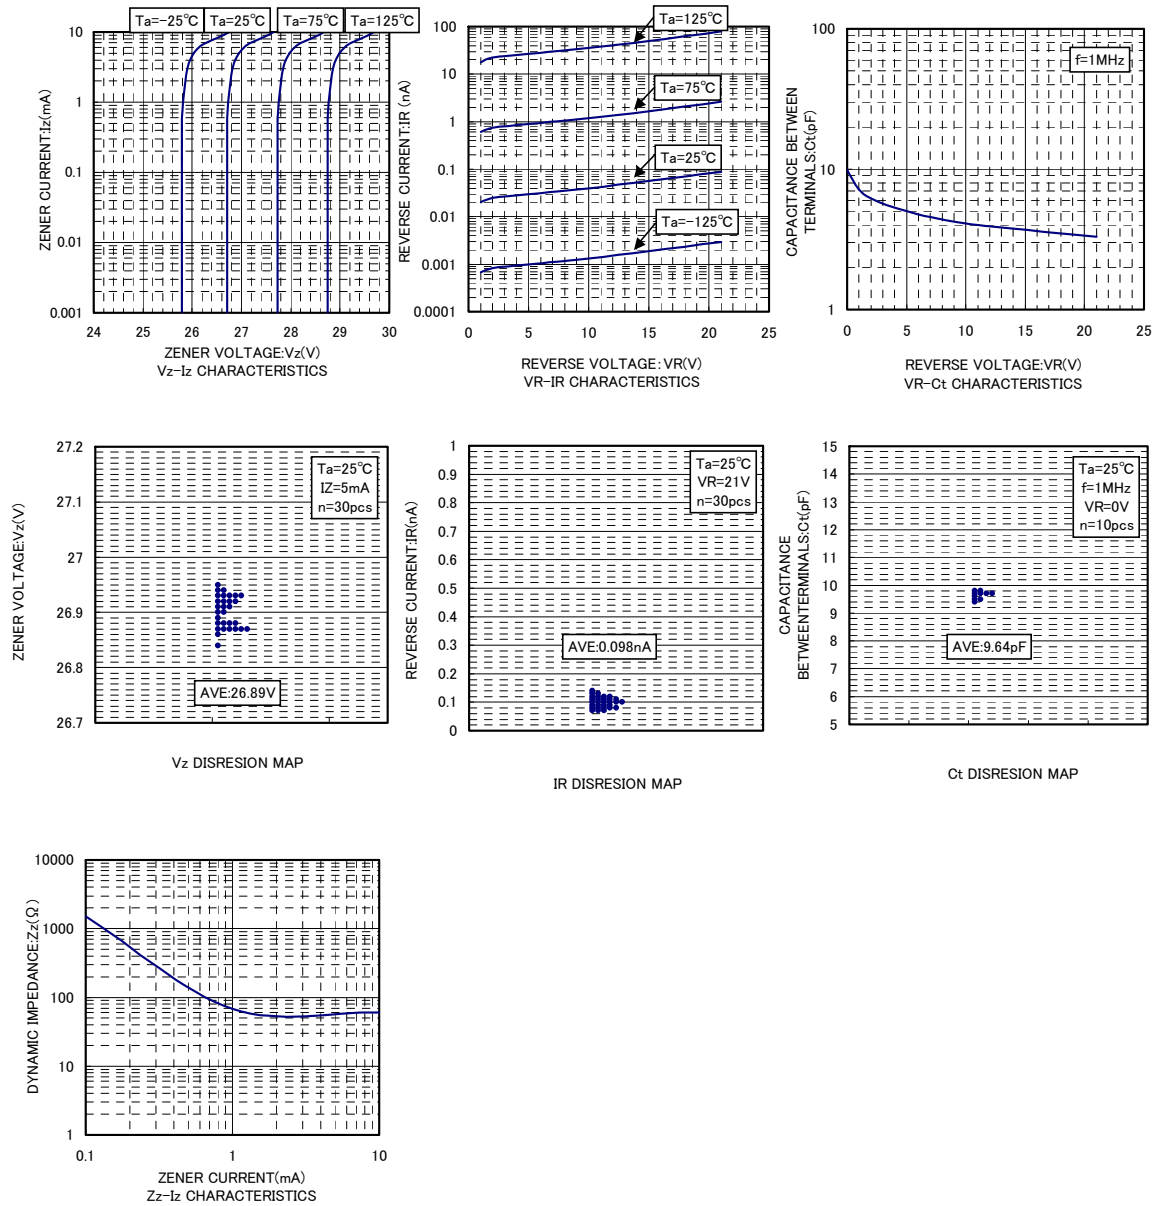 Ta=−25℃
Ta=25℃
Ta=75℃
Ta=125℃
ZENER CURRENT:Iz(mA)
10
1
0.1
0.01
0.001
24
25
26
27
28
29
30
ZENER VOLTAGE:Vz(V)
Vz−Iz CHARACTERISTICS
REVERSE CURRENT:IR (nA)
100
10
1
0.1
0.01
0.001
0.0001
Ta=125℃
Ta=75℃
Ta=25℃
Ta=−125℃
0
5
10
15
20
25
REVERSE VOLTAGE:VR(V)
VR−IR CHARACTERISTICS
CAPACITANCE BETWEEN
TERMINALS:Ct(pF)
100
10
1
f=1MHz
0
5
10
15
20
25
REVERSE VOLTAGE:VR(V)
VR−Ct CHARACTERISTICS
ZENER VOLTAGE:Vz(V)
27.2
27.1
27
26.9
26.8
26.7
Ta=25℃
IZ=5mA
n=30pcs
AVE:26.89V
Vz DISRESION MAP
REVERSE CURRENT:IR(nA)
1
0.9
0.8
0.7
0.6
0.5
0.4
0.3
0.2
0.1
0
Ta=25℃
VR=21V
n=30pcs
AVE:0.098nA
IR DISRESION MAP
CAPACITANCE
BETWEENTERMINALS:Ct(pF)
15
14
13
12
11
10
9
8
7
6
5
Ta=25℃
f=1MHz
VR=0V
n=10pcs
AVE:9.64pF
Ct DISRESION MAP
DYNAMIC IMPEDANCE:Zz(Ω)
10000
1000
100
10
1
0.1
1
10
ZENER CURRENT(mA)
Zz−Iz CHARACTERISTICS